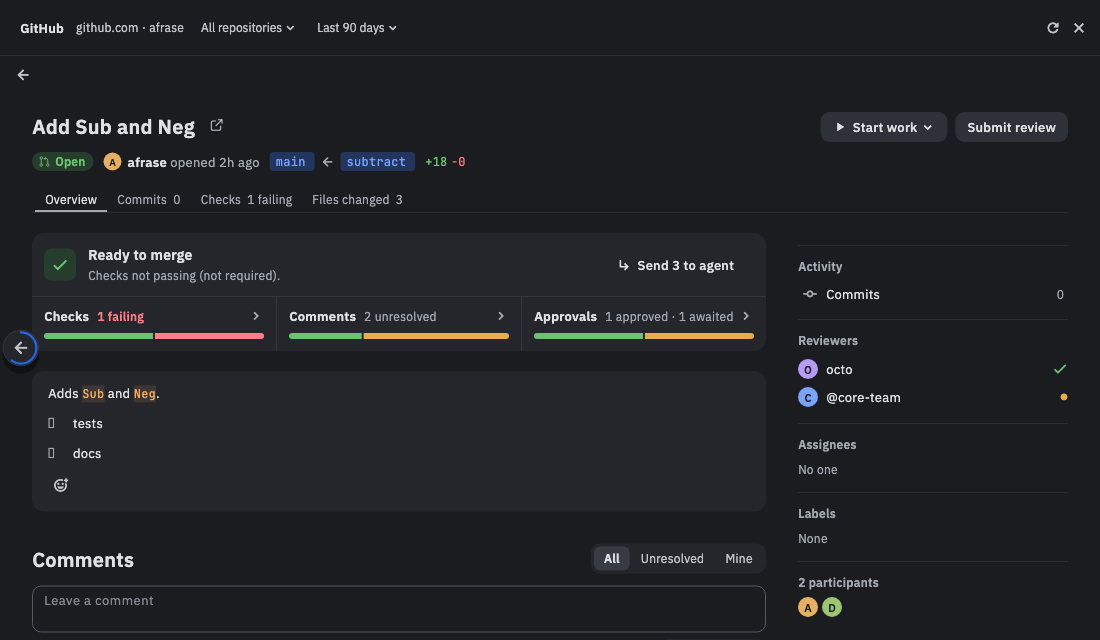 GitHub github.com · afrase All repositories Last 90 days
Add Sub and Neg
Start work Submit review
Open A afrase opened 2h ago main ← subtract +18 -0
Overview Commits 0 Checks 1 failing Files changed 3
Ready to merge
Checks not passing (not required).
Send 3 to agent
Checks 1 failing
Comments 2 unresolved
Approvals 1 approved · 1 awaited
Adds Sub and Neg.
tests
docs
Comments
All Unresolved Mine
Leave a comment
Activity
Commits 0
Reviewers
O octo
C @core-team
Assignees
No one
Labels
None
2 participants
A D